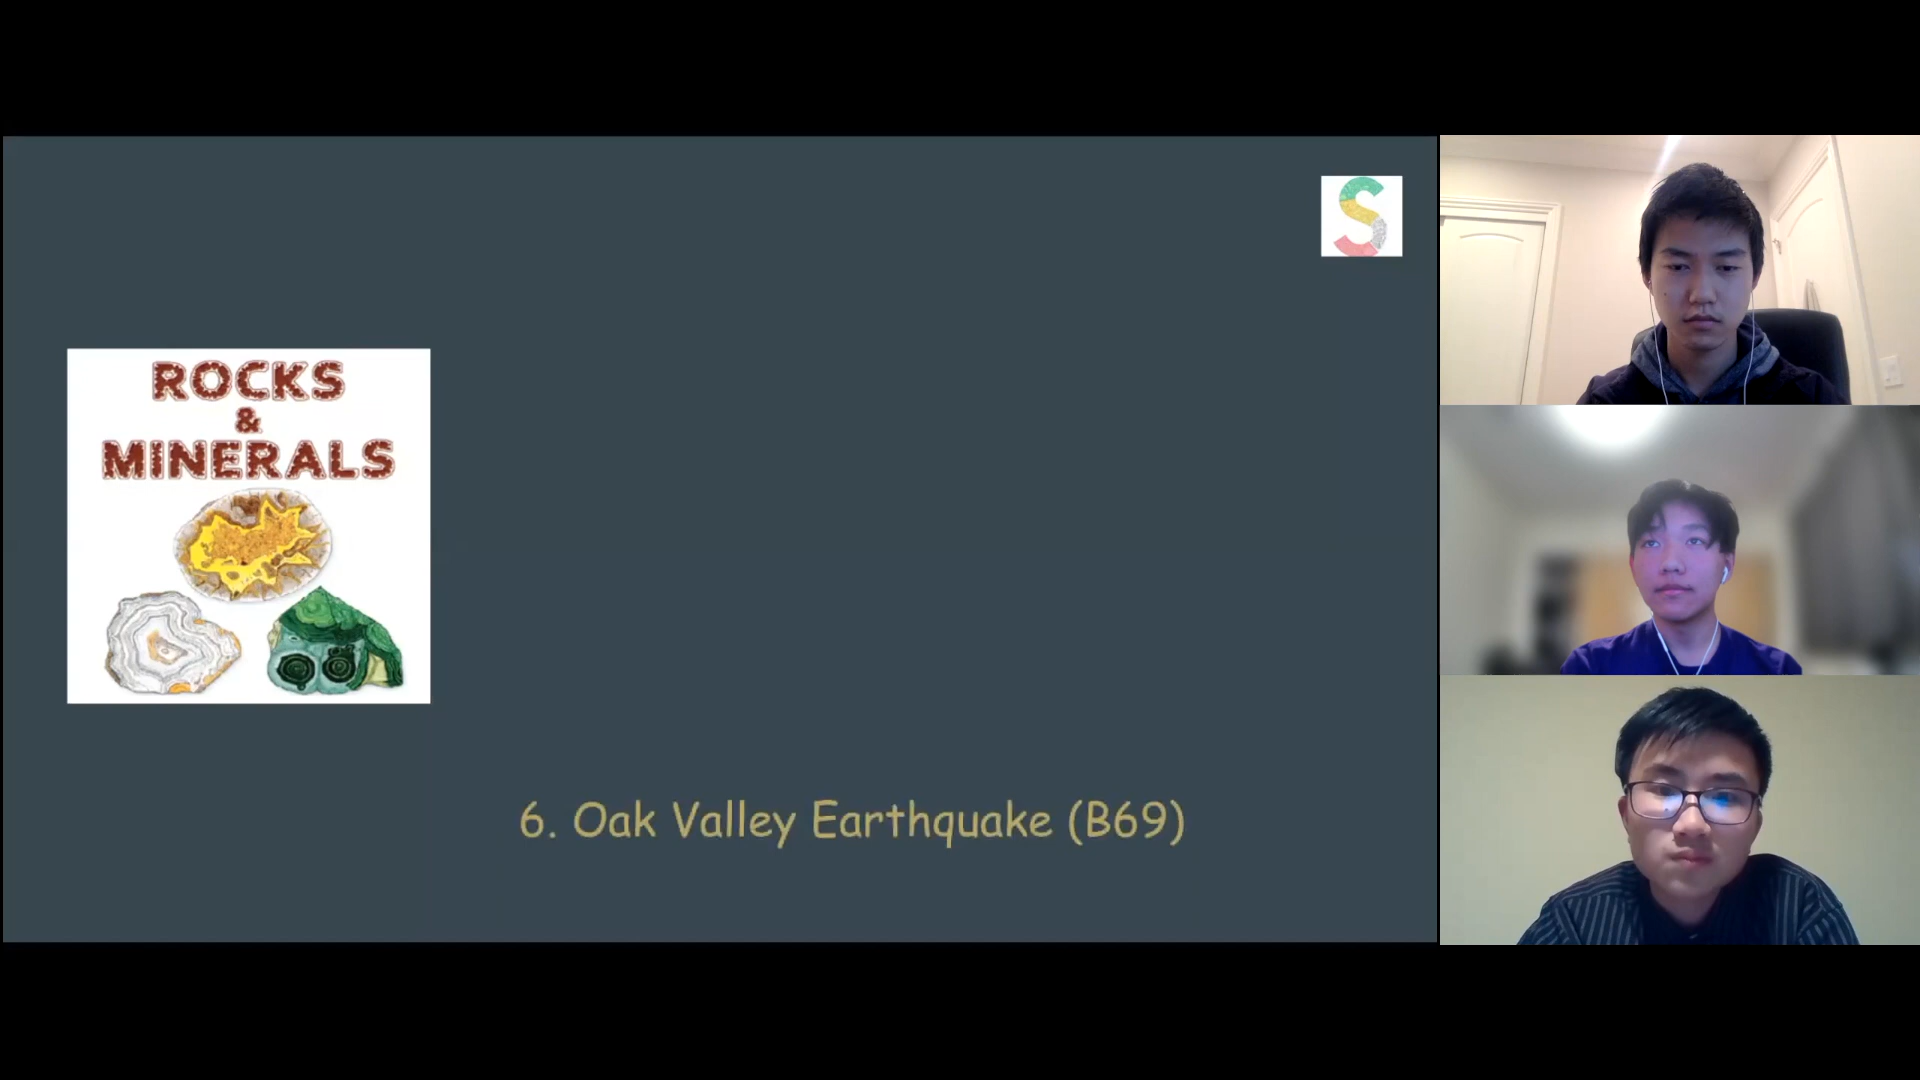 S
ROCKS
&
MINERALS
6. Oak Valley Earthquake (B69)